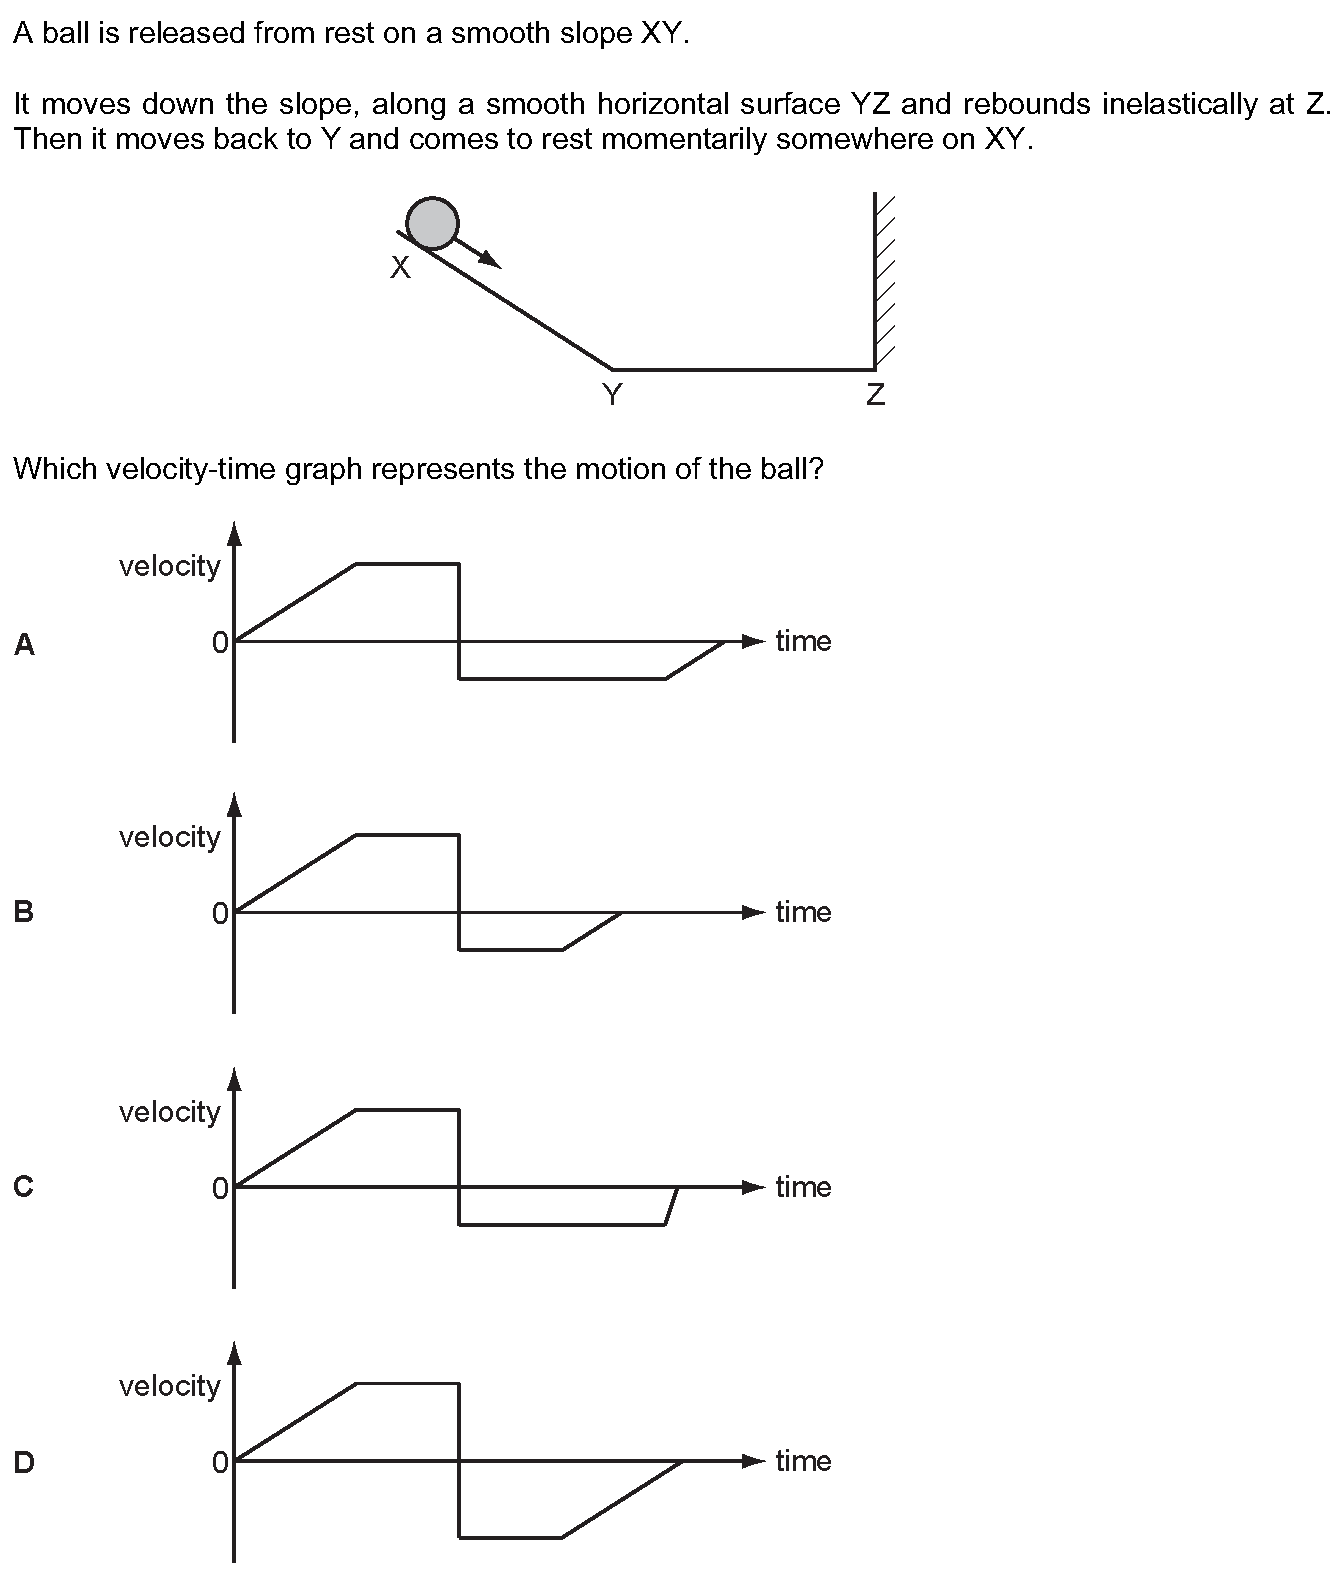 A ball is released from rest on a smooth slope XY.
It moves down the slope, along a smooth horizontal surface YZ and rebounds inelastically at Z.
Then it moves back to Y and comes to rest momentarily somewhere on XY.
X
Y
Z
Which velocity-time graph represents the motion of the ball?
velocity
A
0
time
velocity
B
0
time
velocity
C
0
time
velocity
D
0
time